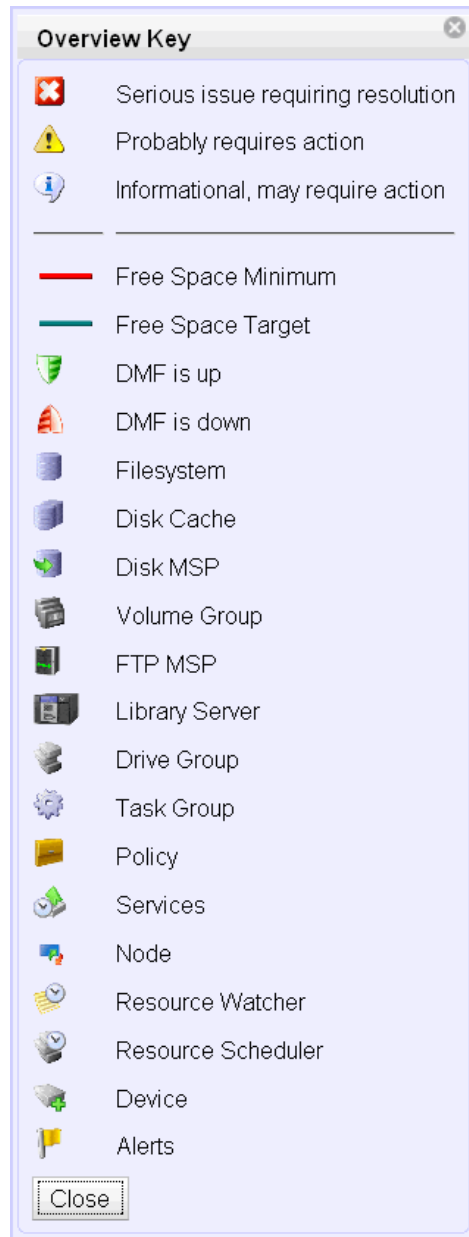 Overview Key
Serious issue requiring resolution
Probably requires action
Informational, may require action
Free Space Minimum
Free Space Target
DMF is up
DMF is down
Filesystem
Disk Cache
Disk MSP
Volume Group
FTP MSP
Library Server
Drive Group
Task Group
Policy
Services
Node
Resource Watcher
Resource Scheduler
Device
Alerts
Close